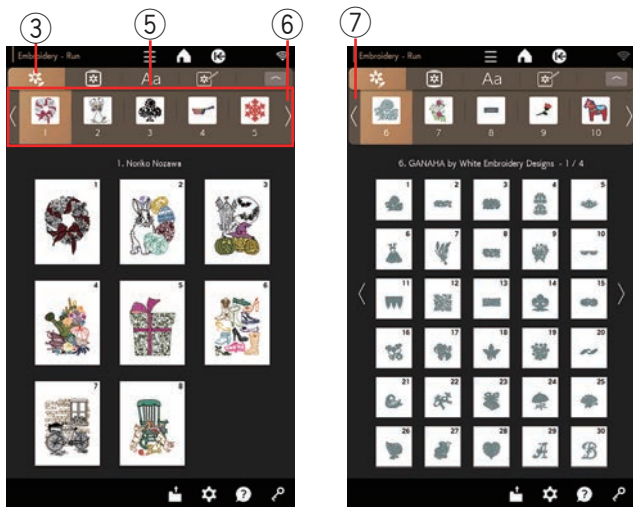 ③ ⑤ ⑥ ⑦
Embroidery - Run
Aa
1 2 3 4 5
1. Noriko Nozawa
1 2 3
4 5 6
7 8
Embroidery - Run
Aa
6 7 8 9 10
6. GANAHA by White Embroidery Designs - 1 / 4
1 2 3 4 5
6 7 8 9 10
11 12 13 14 15
16 17 18 19 20
21 22 23 24 25
26 27 28 29 30
A B